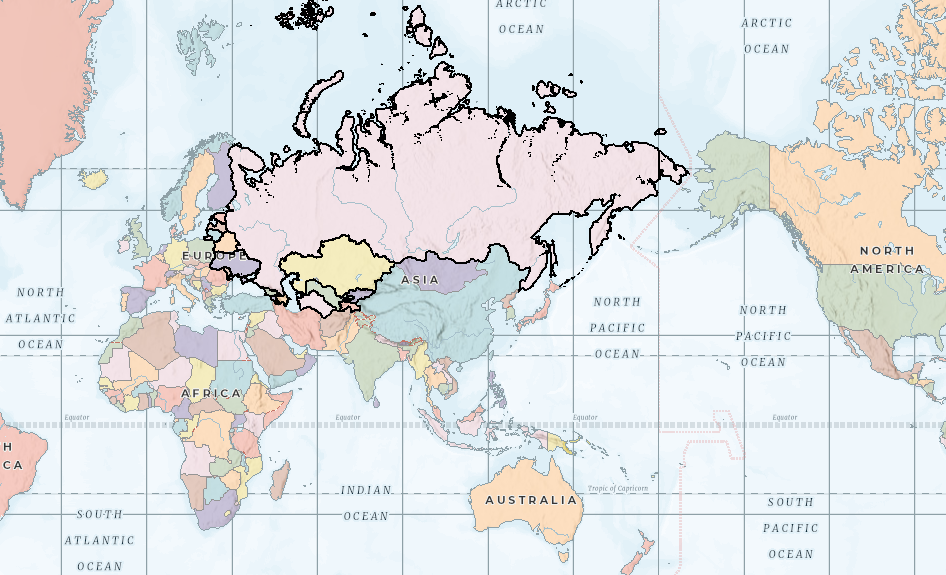 ARCTIC
OCEAN
ARCTIC
OCEAN
EUROPE
ASIA
NORTH
AMERICA
NORTH
ATLANTIC
OCEAN
NORTH
PACIFIC
OCEAN
NORTH
PACIFIC
OCEAN
AFRICA
Equator
Equator
Equator
Equator
H
CA
AUSTRALIA
Tropic of Capricorn
INDIAN
OCEAN
SOUTH
ATLANTIC
OCEAN
SOUTH
PACIFIC
OCEAN